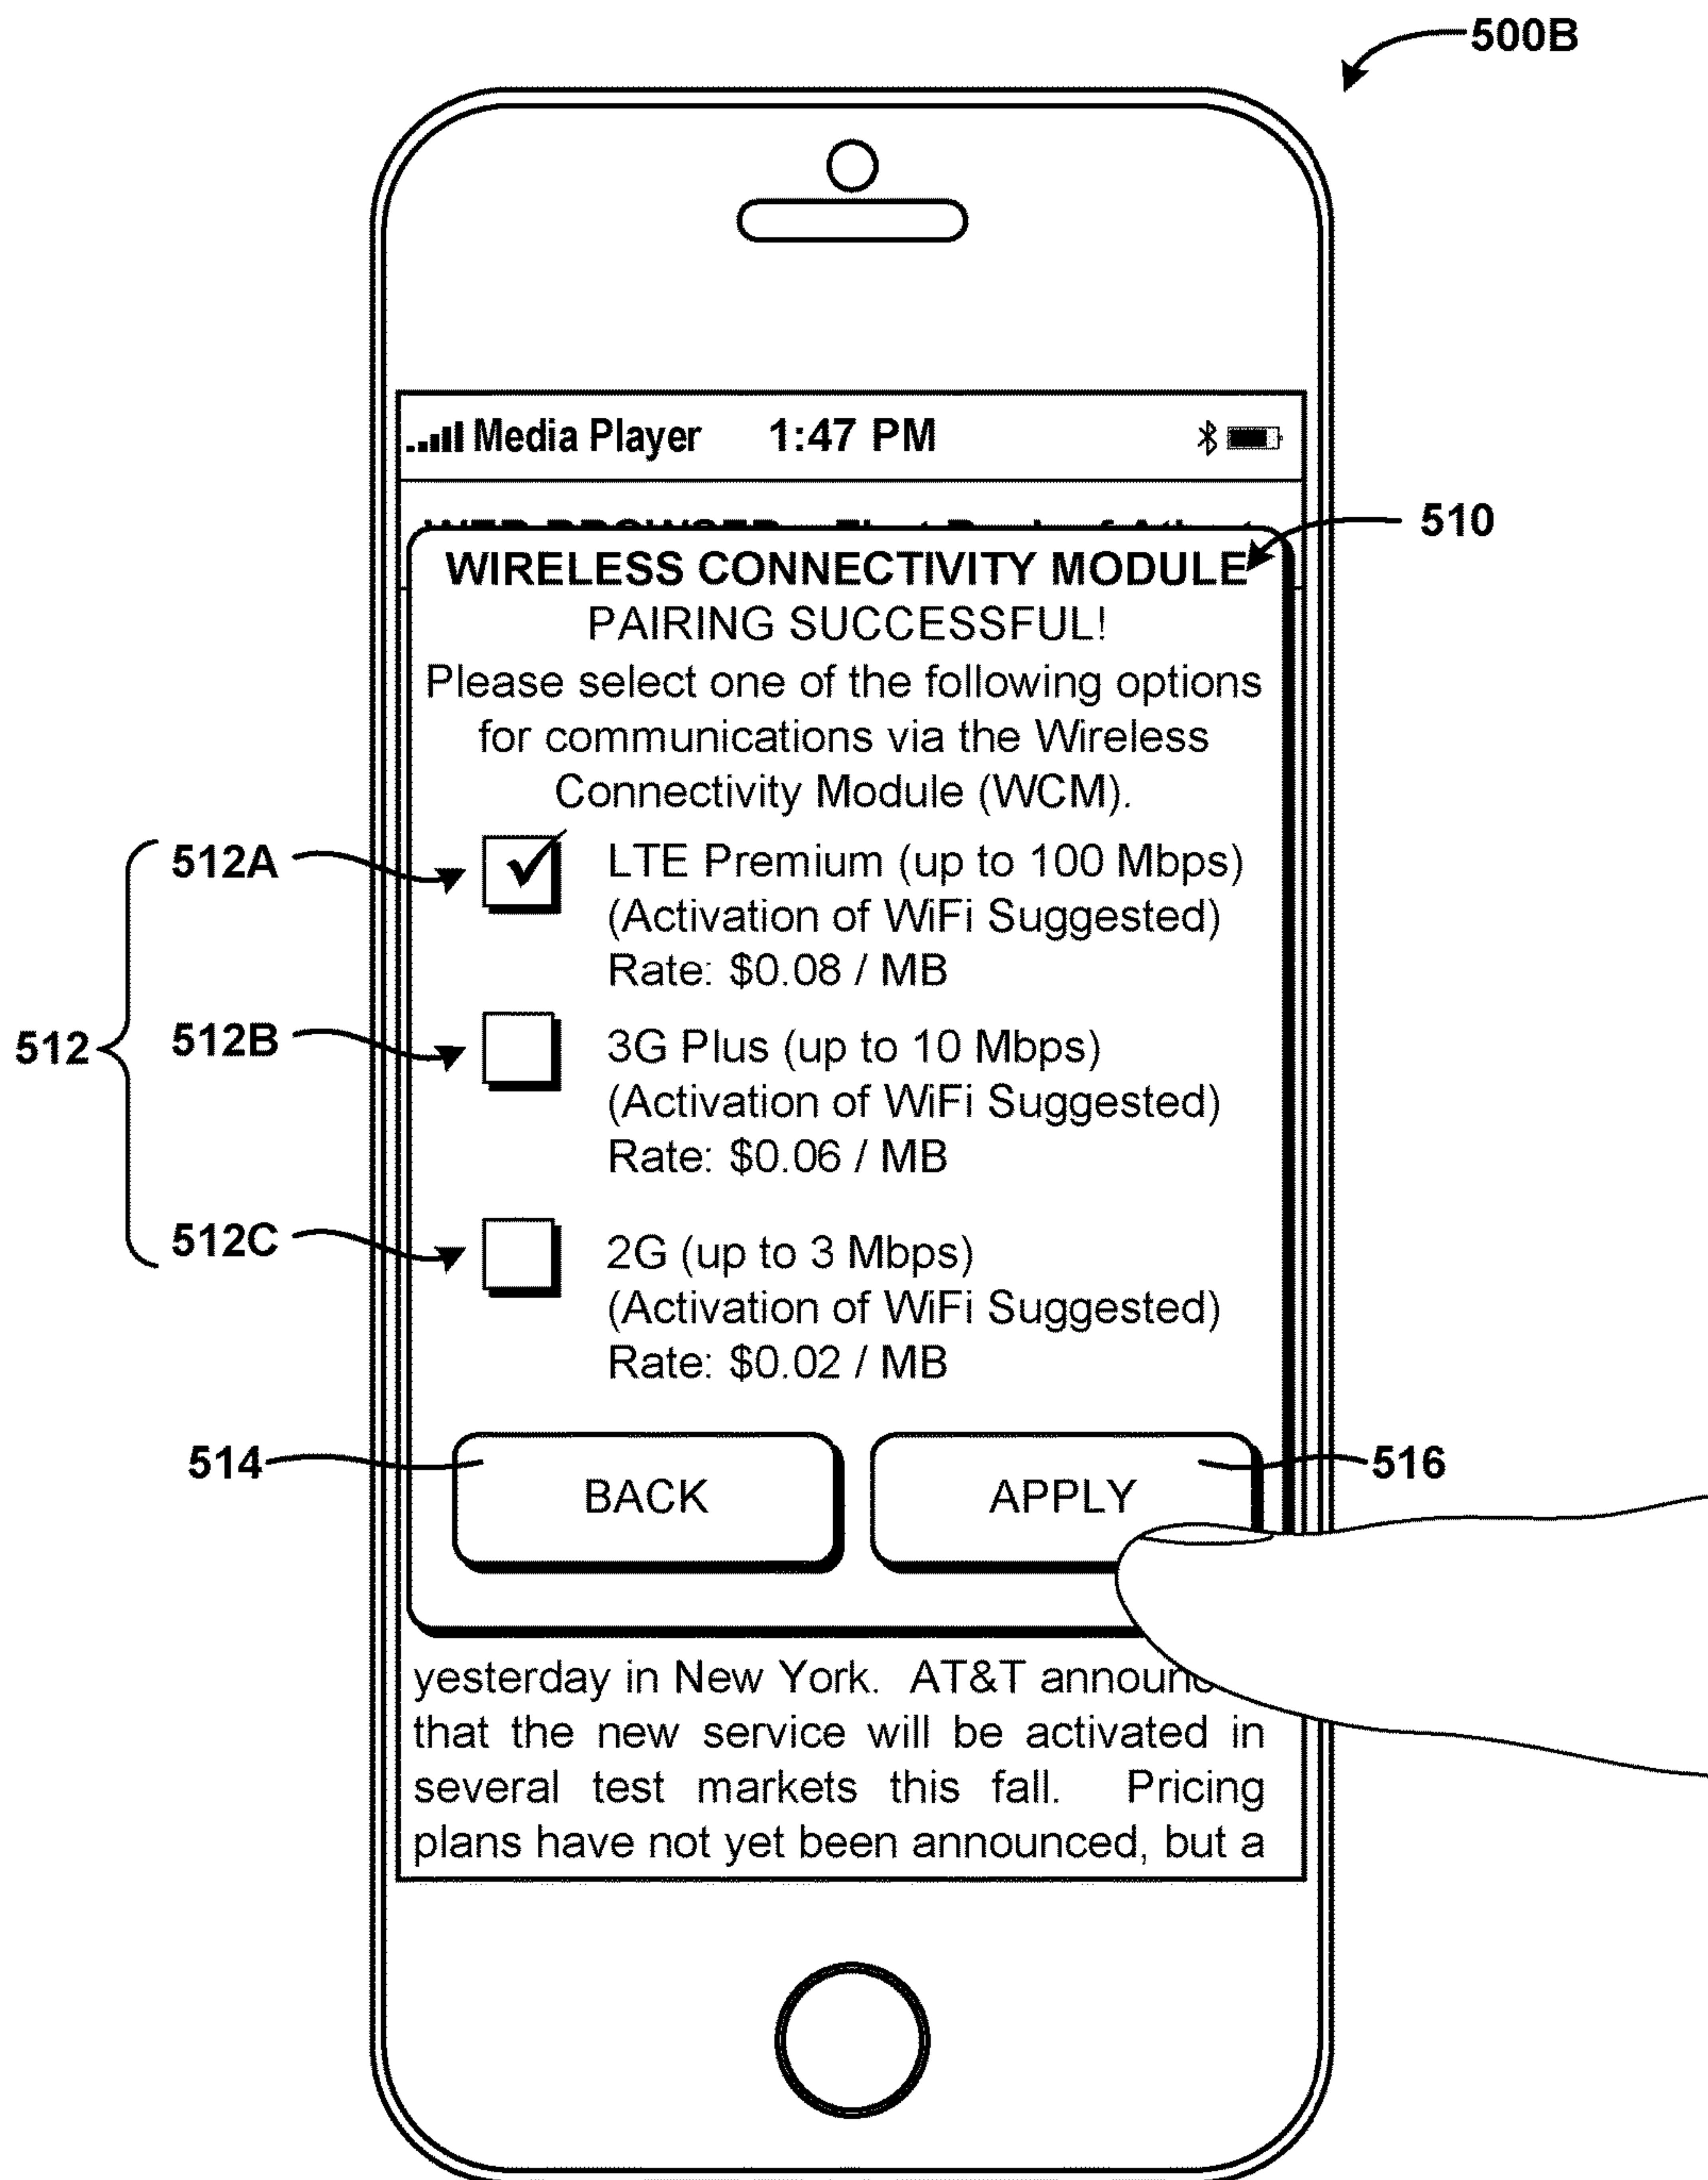 500B
Media Player 1:47 PM
510
WIRELESS CONNECTIVITY MODULE
PAIRING SUCCESSFUL!
Please select one of the following options
for communications via the Wireless
Connectivity Module (WCM).
512
512A
LTE Premium (up to 100 Mbps)
(Activation of WiFi Suggested)
Rate: $0.08 / MB
512B
3G Plus (up to 10 Mbps)
(Activation of WiFi Suggested)
Rate: $0.06 / MB
512C
2G (up to 3 Mbps)
(Activation of WiFi Suggested)
Rate: $0.02 / MB
514
BACK
APPLY
516
yesterday in New York. AT&T
that the new service will be activated in
several test markets this fall. Pricing
plans have not yet been announced, but a